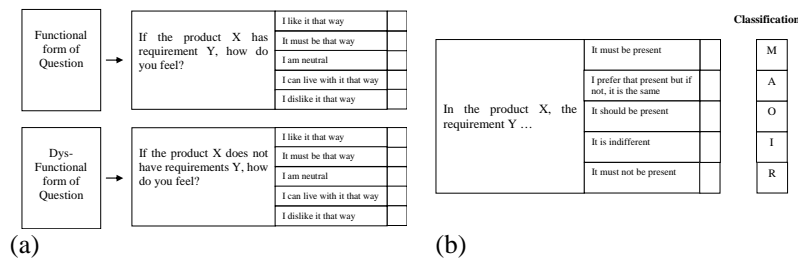 Functional
form of
Question
If the product X has
requirement Y, how do
you feel?
I like it that way
It must be that way
I am neutral
I can live with it that way
I dislike it that way
Dys-
Functional
form of
Question
If the product X does not
have requirements Y, how
do you feel?
I like it that way
It must be that way
I am neutral
I can live with it that way
I dislike it that way
(a)
Classification
In the product X, the
requirement Y …
It must be present
M
I prefer that present but if
not, it is the same
A
It should be present
O
It is indifferent
I
It must not be present
R
(b)